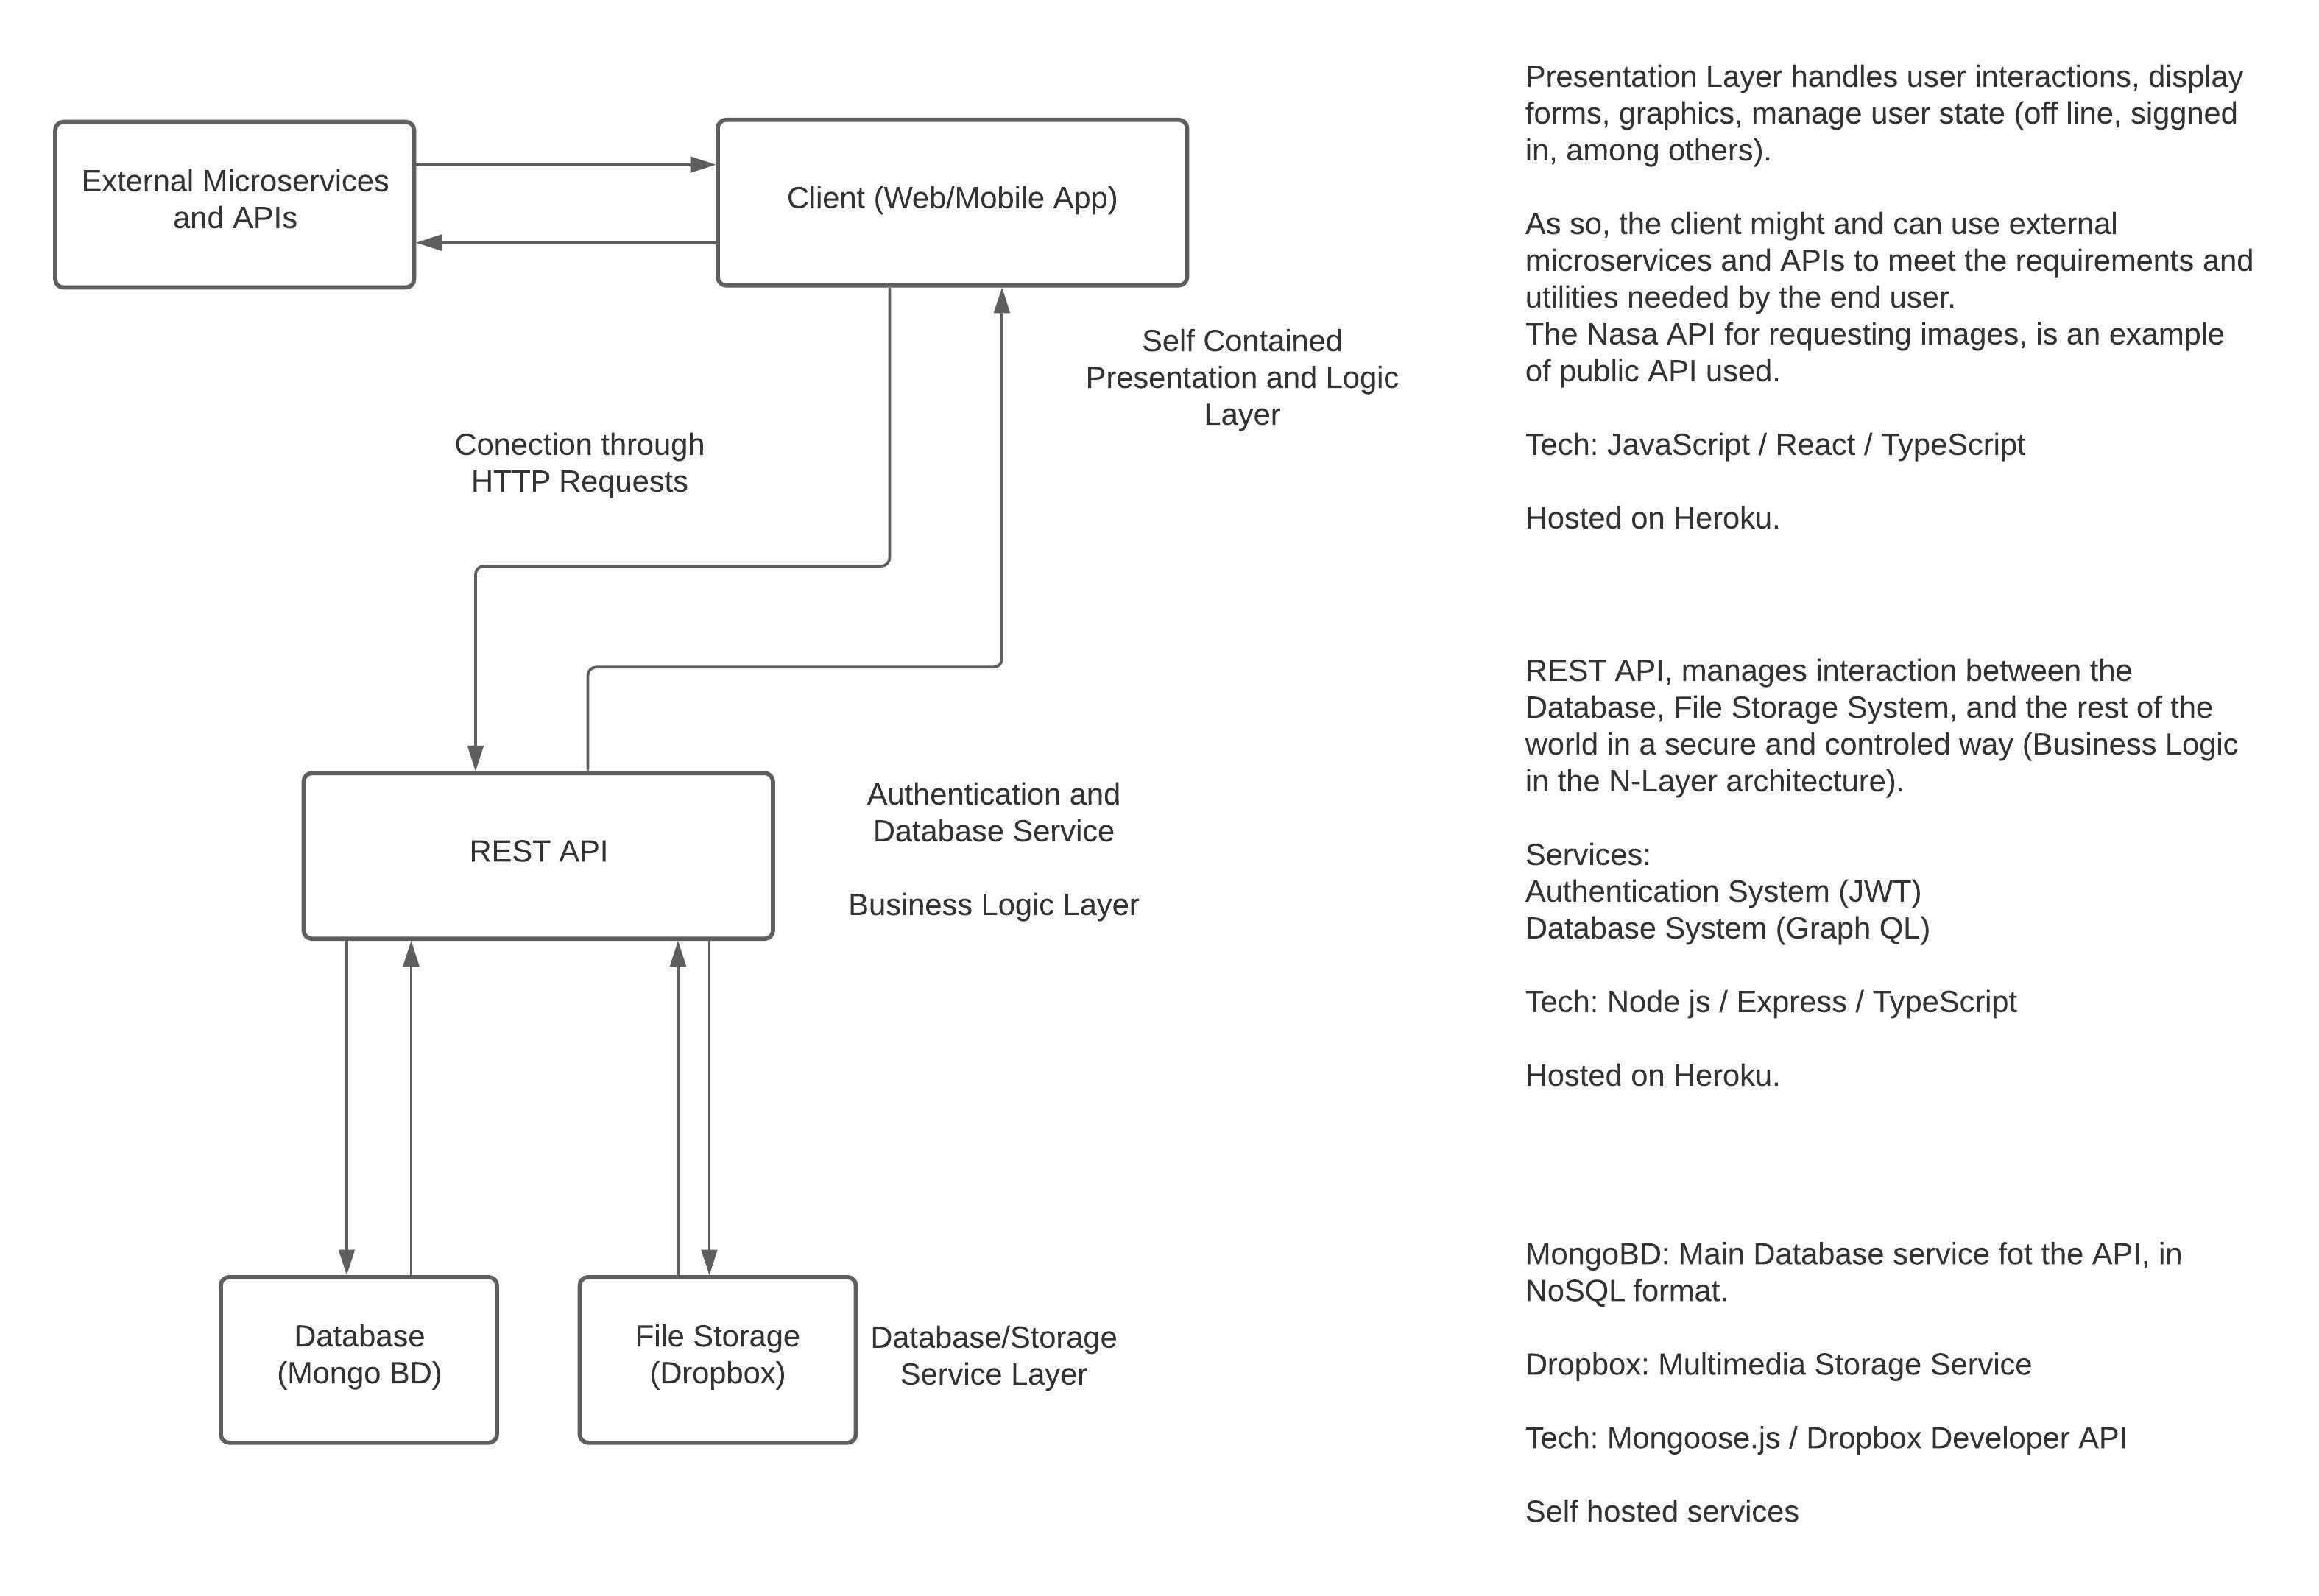 External Microservices
and APIs
Client (Web/Mobile App)
Self Contained
Presentation and Logic
Layer
Conection through
HTTP Requests
REST API
Authentication and
Database Service
Business Logic Layer
Database
(Mongo BD)
File Storage
(Dropbox)
Database/Storage
Service Layer
Presentation Layer handles user interactions, display
forms, graphics, manage user state (off line, siggned
in, among others).
As so, the client might and can use external
microservices and APIs to meet the requirements and
utilities needed by the end user.
The Nasa API for requesting images, is an example
of public API used.
Tech: JavaScript / React / TypeScript
Hosted on Heroku.
REST API, manages interaction between the
Database, File Storage System, and the rest of the
world in a secure and controled way (Business Logic
in the N-Layer architecture).
Services:
Authentication System (JWT)
Database System (Graph QL)
Tech: Node js / Express / TypeScript
Hosted on Heroku.
MongoBD: Main Database service fot the API, in
NoSQL format.
Dropbox: Multimedia Storage Service
Tech: Mongoose.js / Dropbox Developer API
Self hosted services